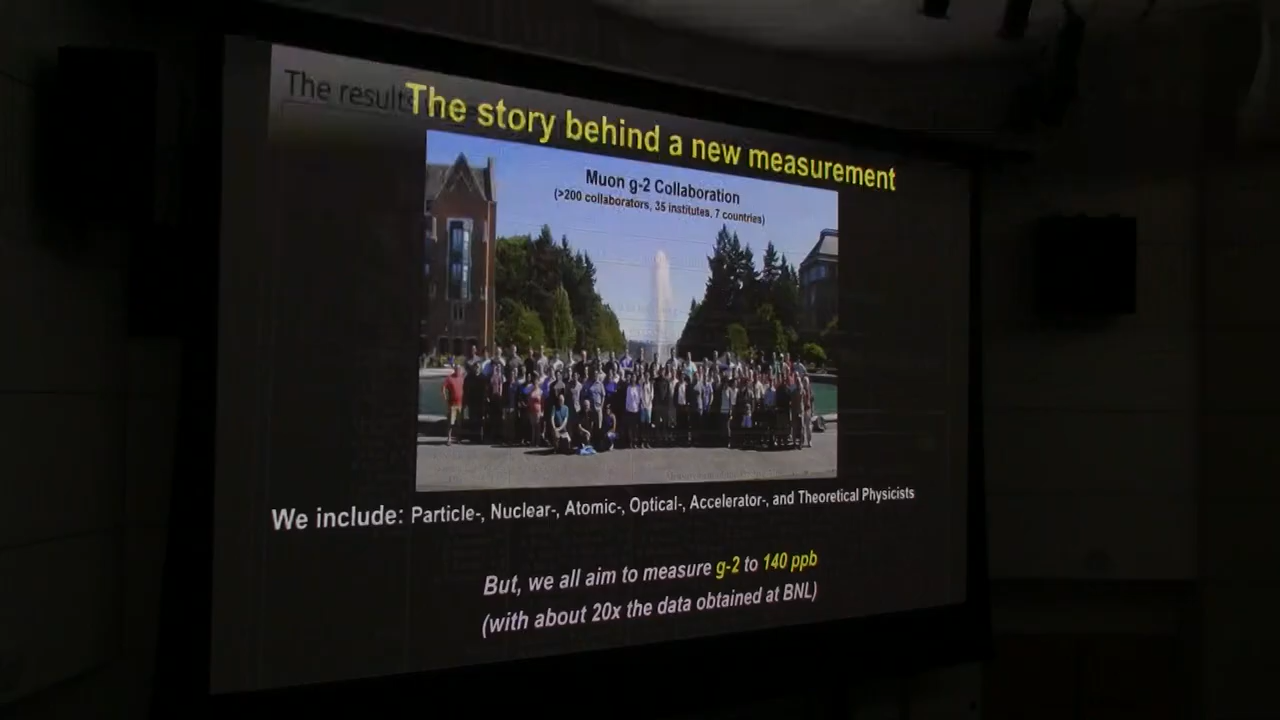 The results
The story behind a new measurement
Muon g-2 Collaboration
(>200 collaborators, 35 institutes, 7 countries)
We include: Particle-, Nuclear-, Atomic-, Optical-, Accelerator-, and Theoretical Physicists
But, we all aim to measure g-2 to 140 ppb
(with about 20x the data obtained at BNL)